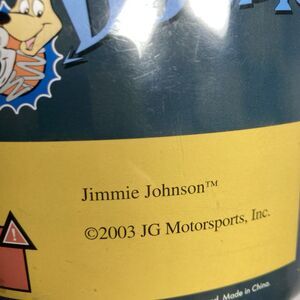 Jimmie Johnson™
©2003 JG Motorsports, Inc.
Made in China.